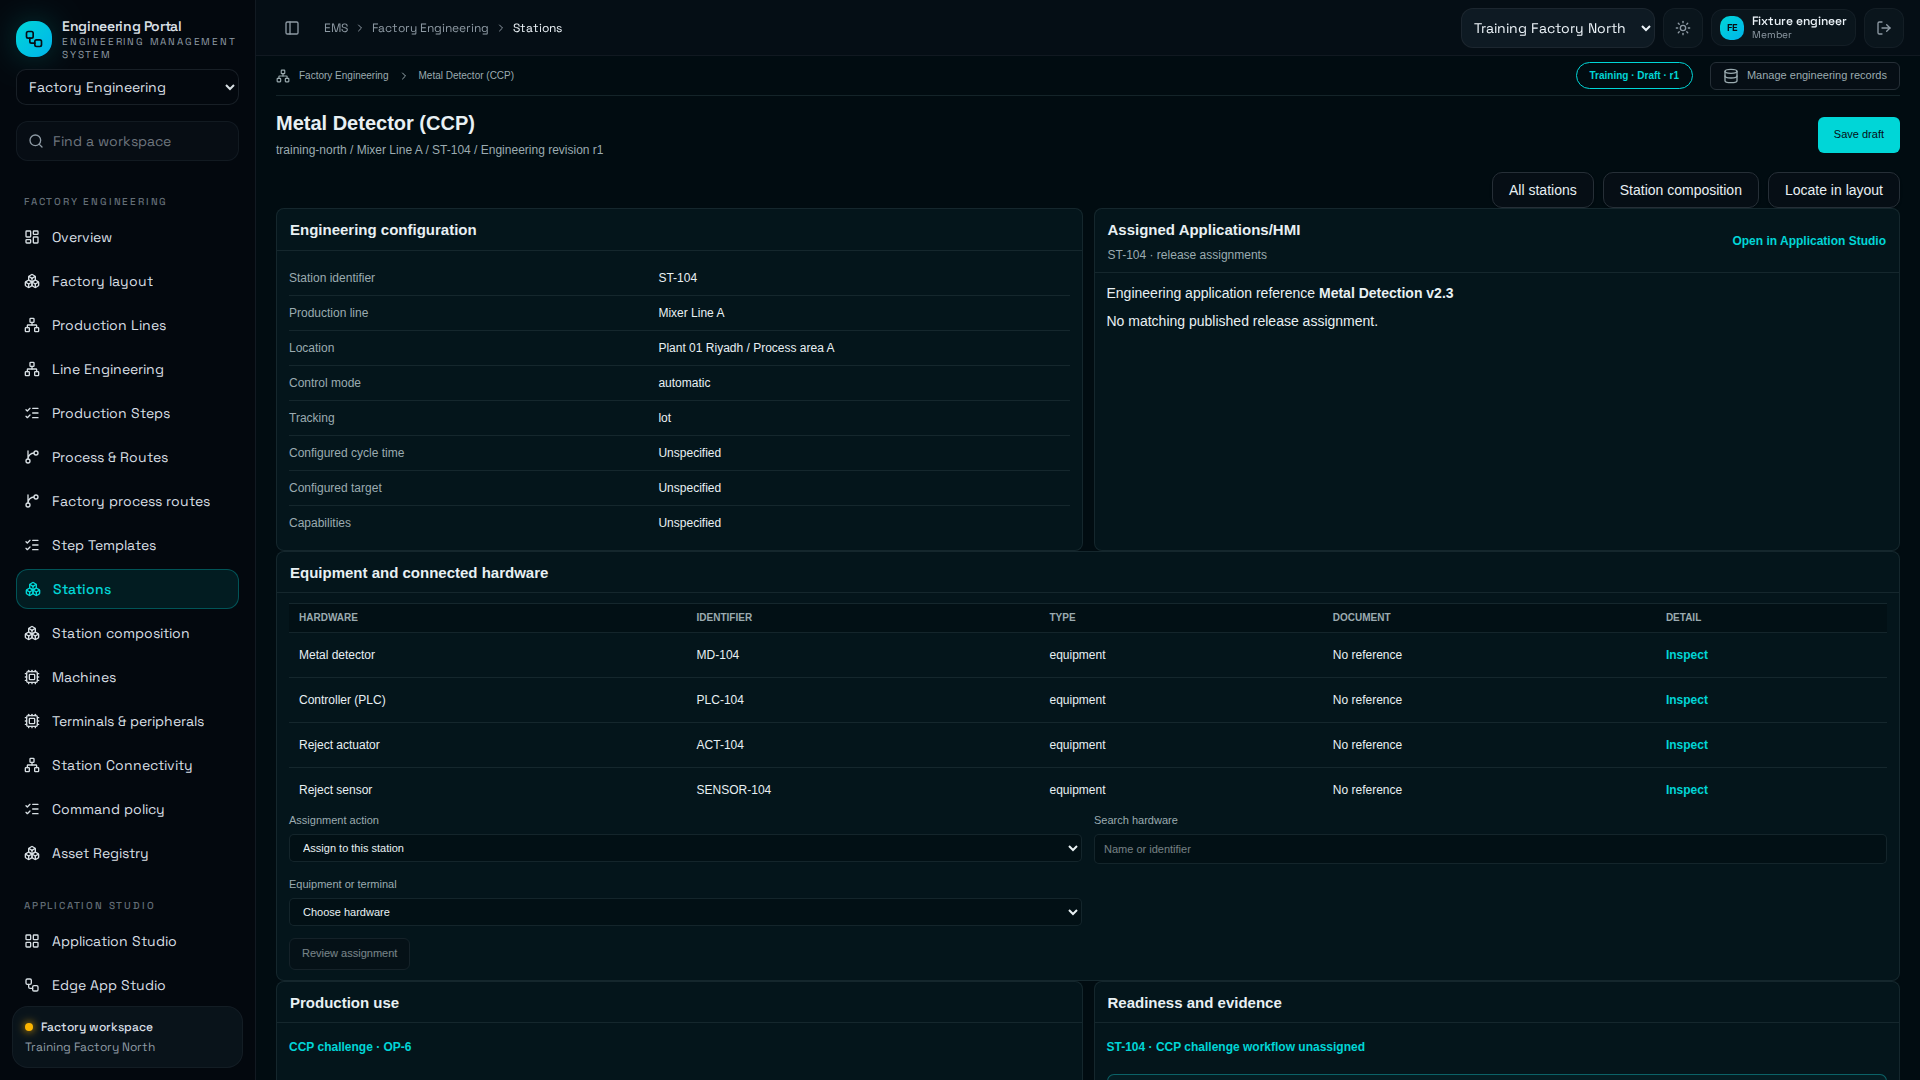 Engineering Portal
ENGINEERING MANAGEMENT
SYSTEM
Factory Engineering
Find a workspace
FACTORY ENGINEERING
Overview
Factory layout
Production Lines
Line Engineering
Production Steps
Process & Routes
Factory process routes
Step Templates
Stations
Station composition
Machines
Terminals & peripherals
Station Connectivity
Command policy
Asset Registry
APPLICATION STUDIO
Application Studio
Edge App Studio
Factory workspace
Training Factory North
EMS > Factory Engineering > Stations
Training Factory North
FE
Fixture engineer
Member
Factory Engineering > Metal Detector (CCP)
Training · Draft · r1
Manage engineering records
Metal Detector (CCP)
training-north / Mixer Line A / ST-104 / Engineering revision r1
Save draft
All stations
Station composition
Locate in layout
Engineering configuration
Station identifier ST-104
Production line Mixer Line A
Location Plant 01 Riyadh / Process area A
Control mode automatic
Tracking lot
Configured cycle time Unspecified
Configured target Unspecified
Capabilities Unspecified
Assigned Applications/HMI
ST-104 · release assignments
Open in Application Studio
Engineering application reference Metal Detection v2.3
No matching published release assignment.
Equipment and connected hardware
HARDWARE IDENTIFIER TYPE DOCUMENT DETAIL
Metal detector MD-104 equipment No reference Inspect
Controller (PLC) PLC-104 equipment No reference Inspect
Reject actuator ACT-104 equipment No reference Inspect
Reject sensor SENSOR-104 equipment No reference Inspect
Assignment action
Assign to this station
Search hardware
Name or identifier
Equipment or terminal
Choose hardware
Review assignment
Production use
CCP challenge · OP-6
Readiness and evidence
ST-104 · CCP challenge workflow unassigned